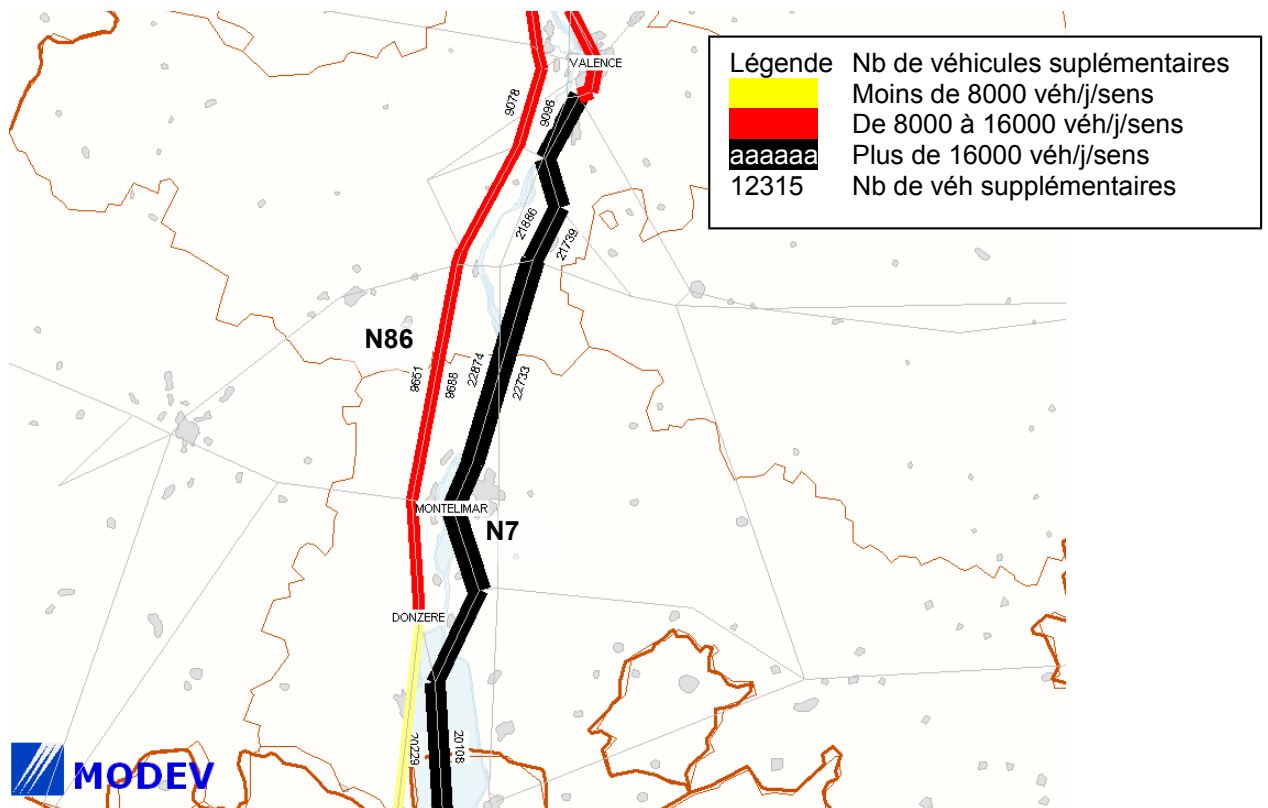 VALENCE
Légende Nb de véhicules suplémentaires
Moins de 8000 véh/j/sens
De 8000 à 16000 véh/j/sens
aaaaaa Plus de 16000 véh/j/sens
12315 Nb de véh supplémentaires
9078
9098
21886
21739
N86
9651
9688
22874
22733
MONTELIMAR
N7
DONZERE
20229
20108
MODEV